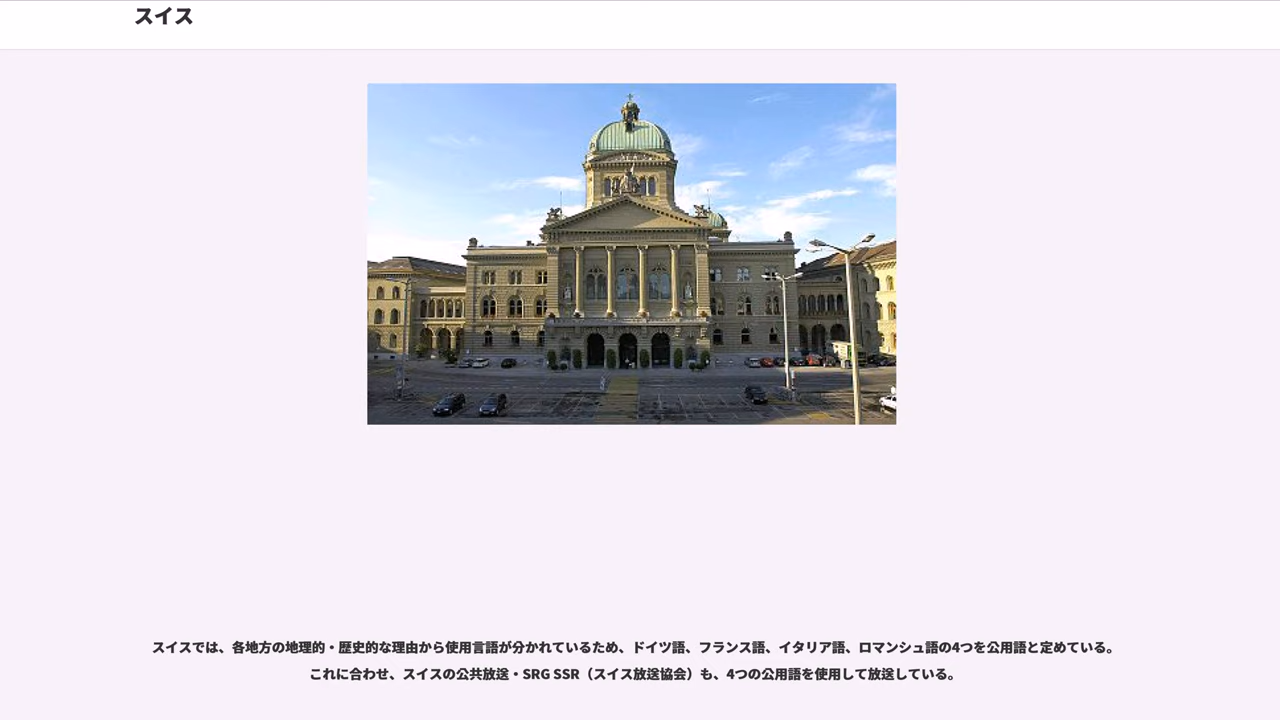 スイス
スイスでは、各地方の地理的・歴史的な理由から使用言語が分かれているため、ドイツ語、フランス語、イタリア語、ロマンシュ語の4つを公用語と定めている。
これに合わせ、スイスの公共放送・SRG SSR（スイス放送協会）も、4つの公用語を使用して放送している。